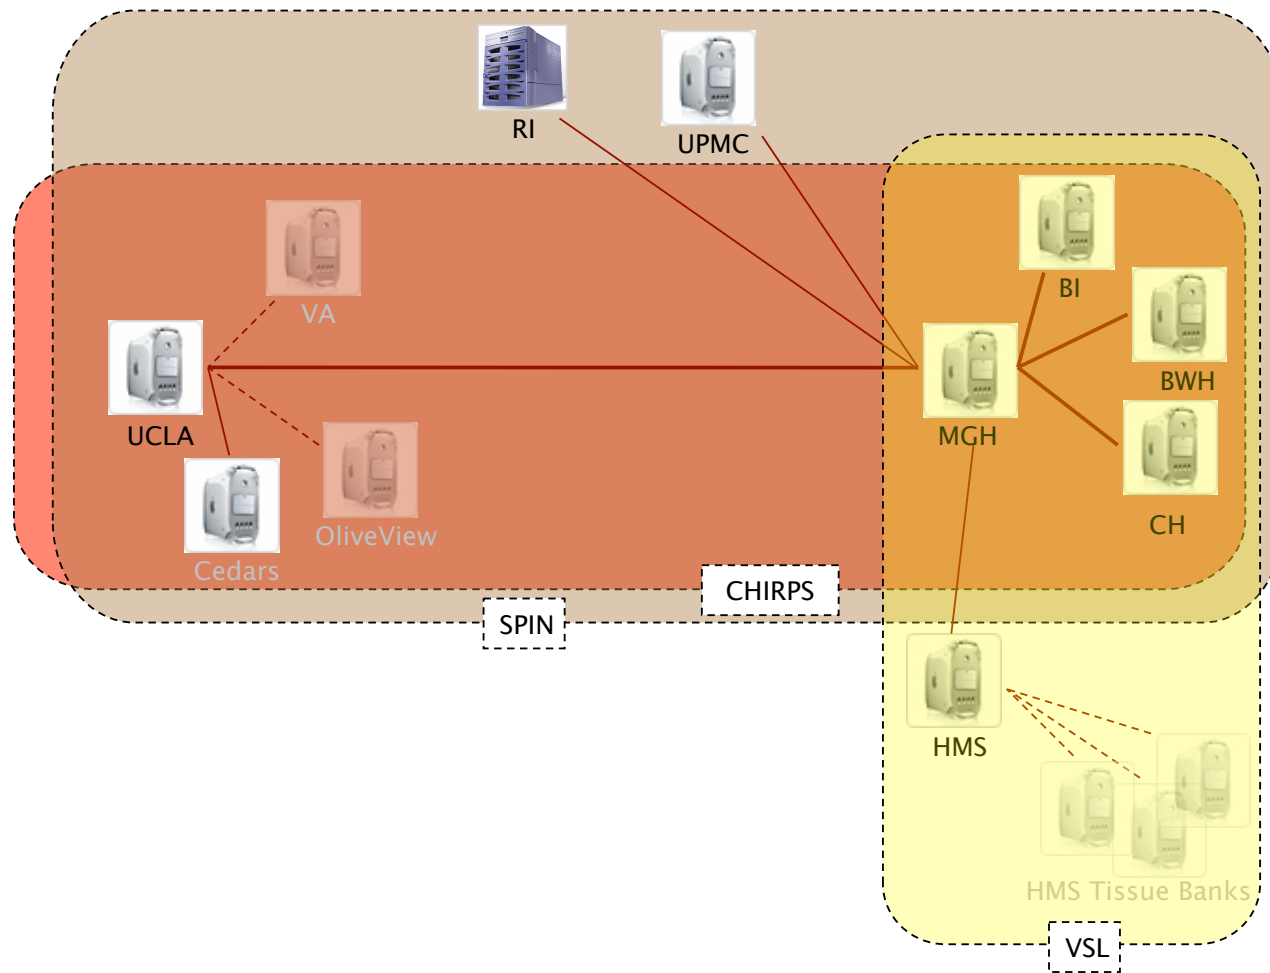 RI
UPMC
BI
VA
BWH
UCLA
MGH
CH
OliveView
Cedars
CHIRPS
SPIN
HMS
HMS Tissue Banks
VSL